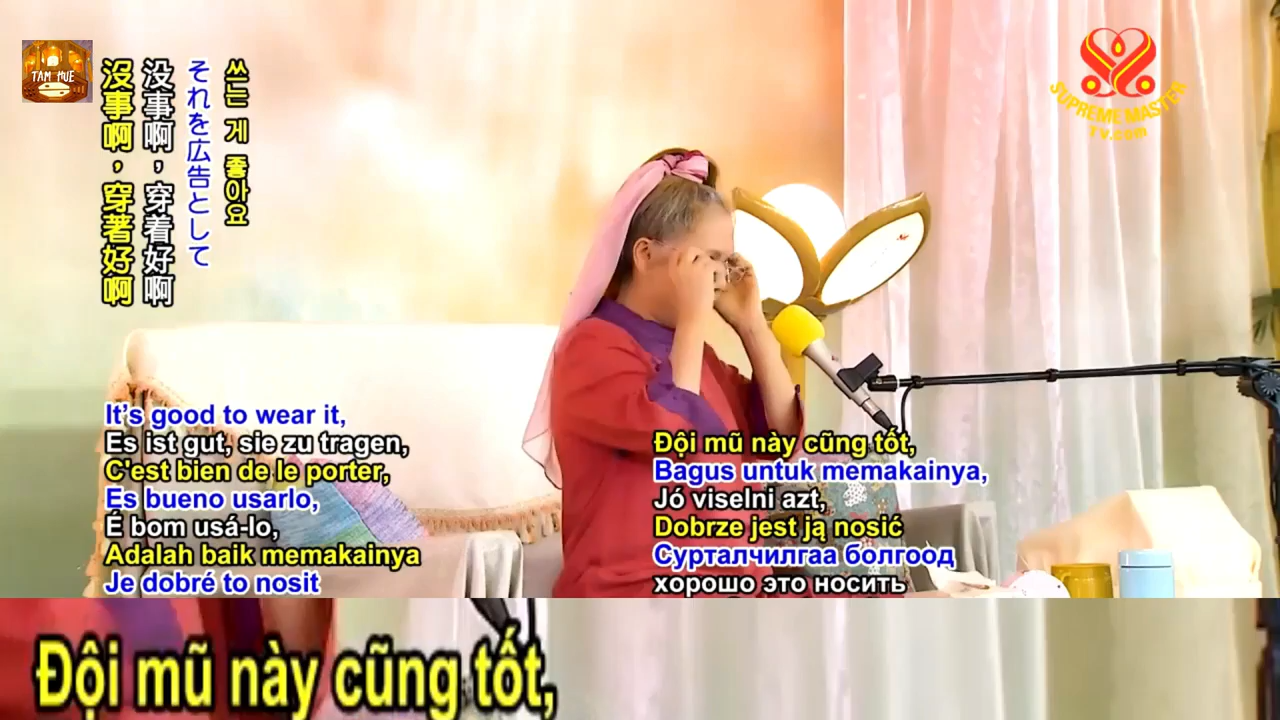 TAM HUE
쓰는 게 좋아요
それを広告として
没事啊，穿着好啊
沒事啊，穿著好啊
SUPREME MASTER
TV.com
It's good to wear it,
Es ist gut, sie zu tragen,
C'est bien de le porter,
Es bueno usarlo,
É bom usá-lo,
Adalah baik memakainya
Je dobré to nosit
Đội mũ này cũng tốt,
Bagus untuk memakainya,
Jó viselni azt,
Dobrze jest ją nosić
Сурталчилгаа болгоод
хорошо это носить
Đội mũ này cũng tốt,